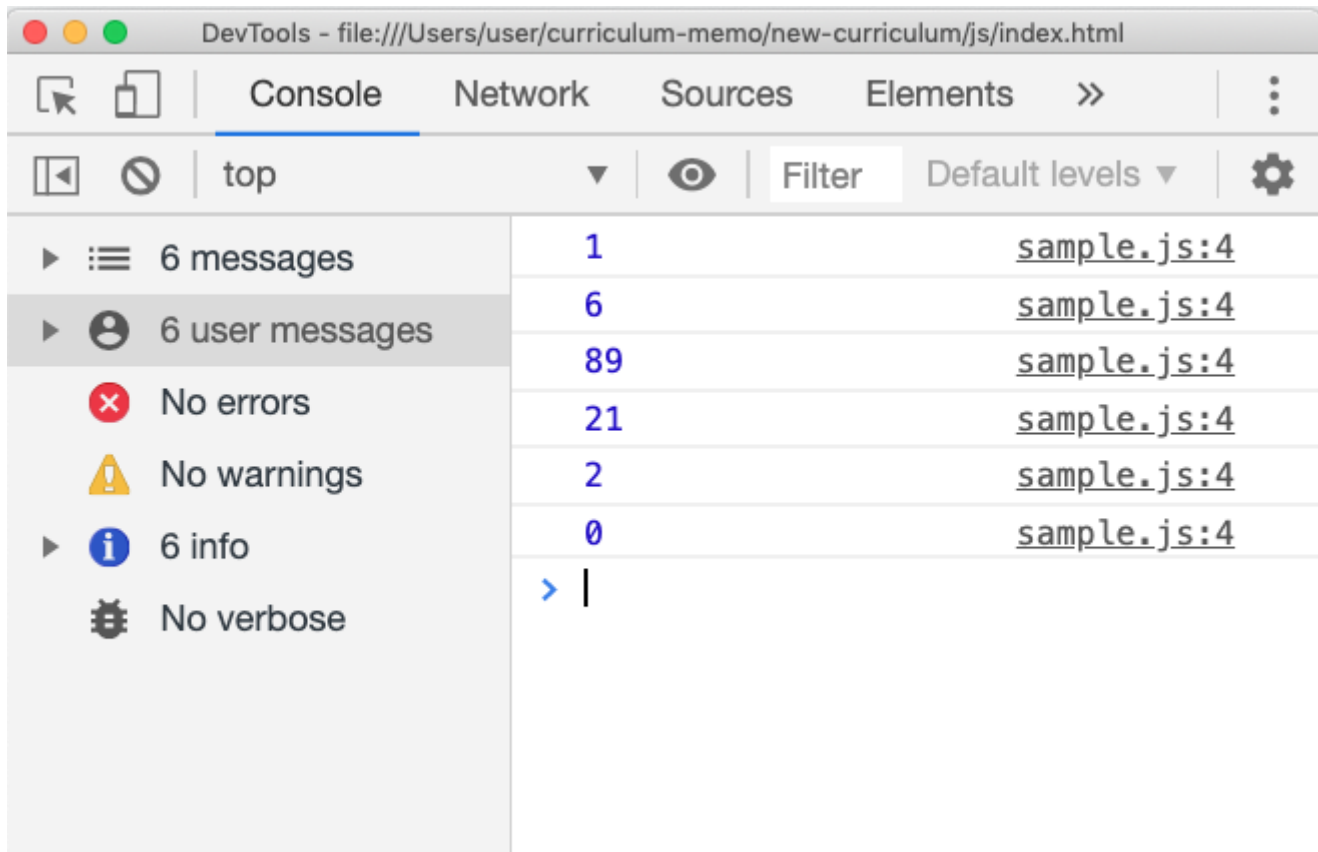 DevTools - file:///Users/user/curriculum-memo/new-curriculum/js/index.html
Console Network Sources Elements »
top ▼ Filter Default levels ▼
6 messages
6 user messages
No errors
No warnings
6 info
No verbose
1 sample.js:4
6 sample.js:4
89 sample.js:4
21 sample.js:4
2 sample.js:4
0 sample.js:4
>